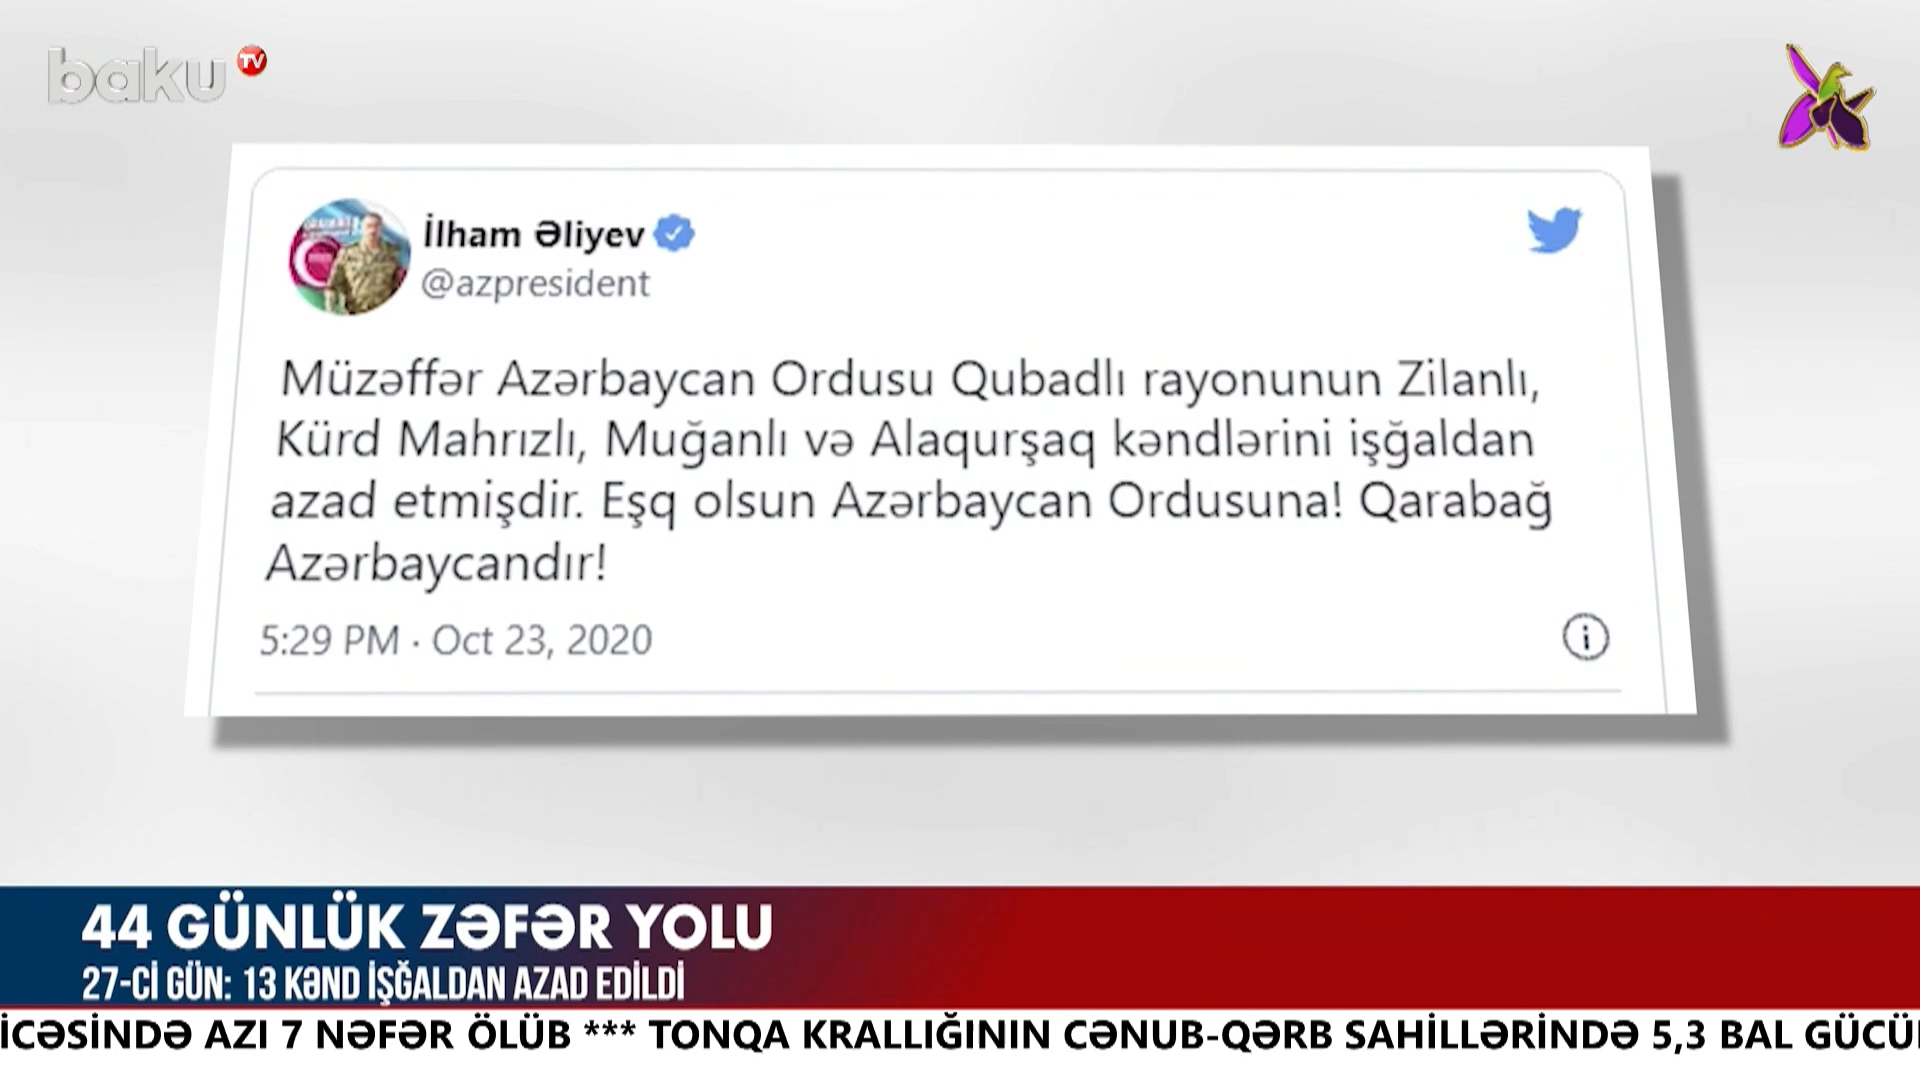 baku TV
İlham Əliyev
@azpresident
Müzəffər Azərbaycan Ordusu Qubadlı rayonunun Zilanlı,
Kürd Mahrızlı, Muğanlı və Alaqurşaq kəndlərini işğaldan
azad etmişdir. Eşq olsun Azərbaycan Ordusuna! Qarabağ
Azərbaycandır!
5:29 PM · Oct 23, 2020
44 GÜNLÜK ZƏFƏR YOLU
27-Cİ GÜN: 13 KƏND İŞĞALDAN AZAD EDİLDİ
İCƏSİNDƏ AZI 7 NƏFƏR ÖLÜB *** TONQA KRALLIĞININ CƏNUB-QƏRB SAHİLLƏRİNDƏ 5,3 BAL GÜCÜ